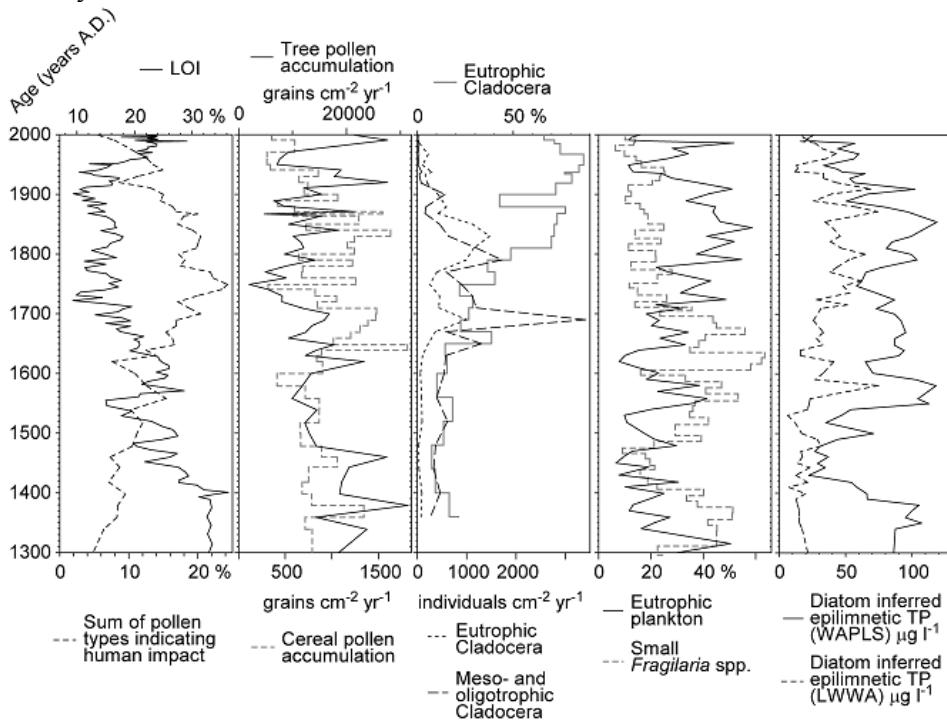 Age (years A.D.)
LOI
Tree pollen
accumulation
grains cm-2 yr-1
Eutrophic
Cladocera
10 20 30 %
0 20000
0 50 %
2000
1900
1800
1700
1600
1500
1400
1300
0 10 20 %
500 1500
0 1000 2000
0 20 40 %
0 50 100
grains cm-2 yr-1
individuals cm-2 yr-1
Sum of pollen
types indicating
human impact
Cereal pollen
accumulation
Eutrophic
Cladocera
Meso- and
oligotrophic
Cladocera
Eutrophic
plankton
Small
Fragilaria spp.
Diatom inferred
epilimnetic TP
(WAPLS) µg l-1
Diatom inferred
epilimnetic TP
(LWWA) µg l-1